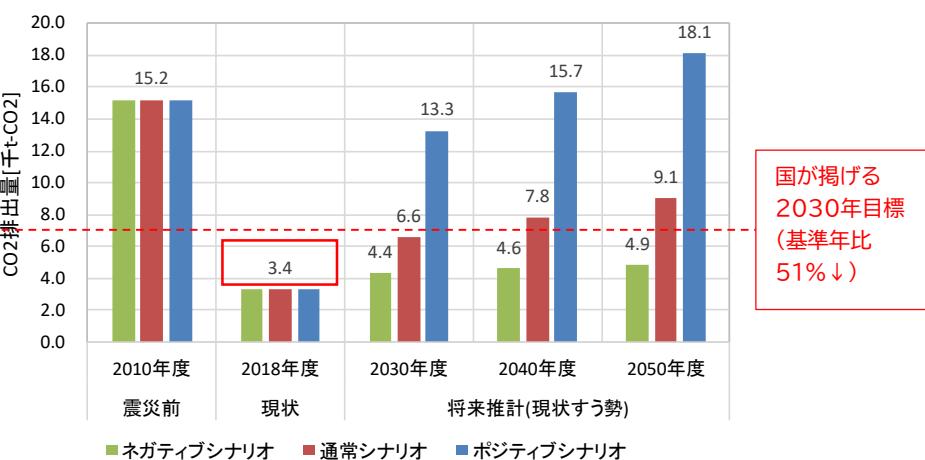 CO2排出量[千t-CO2]
20.0
18.0
16.0
14.0
12.0
10.0
8.0
6.0
4.0
2.0
0.0
15.2
3.4
4.4
6.6
13.3
4.6
7.8
15.7
4.9
9.1
18.1
2010年度
2018年度
2030年度
2040年度
2050年度
震災前
現状
将来推計(現状すう勢)
ネガティブシナリオ
通常シナリオ
ポジティブシナリオ
国が掲げる
2030年目標
(基準年比
51%↓)